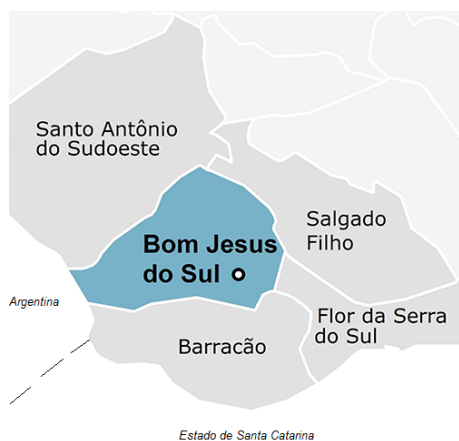 Santo Antônio
do Sudoeste
Salgado
Filho
Bom Jesus
do Sul
Argentina
Flor da Serra
do Sul
Barracão
Estado de Santa Catarina